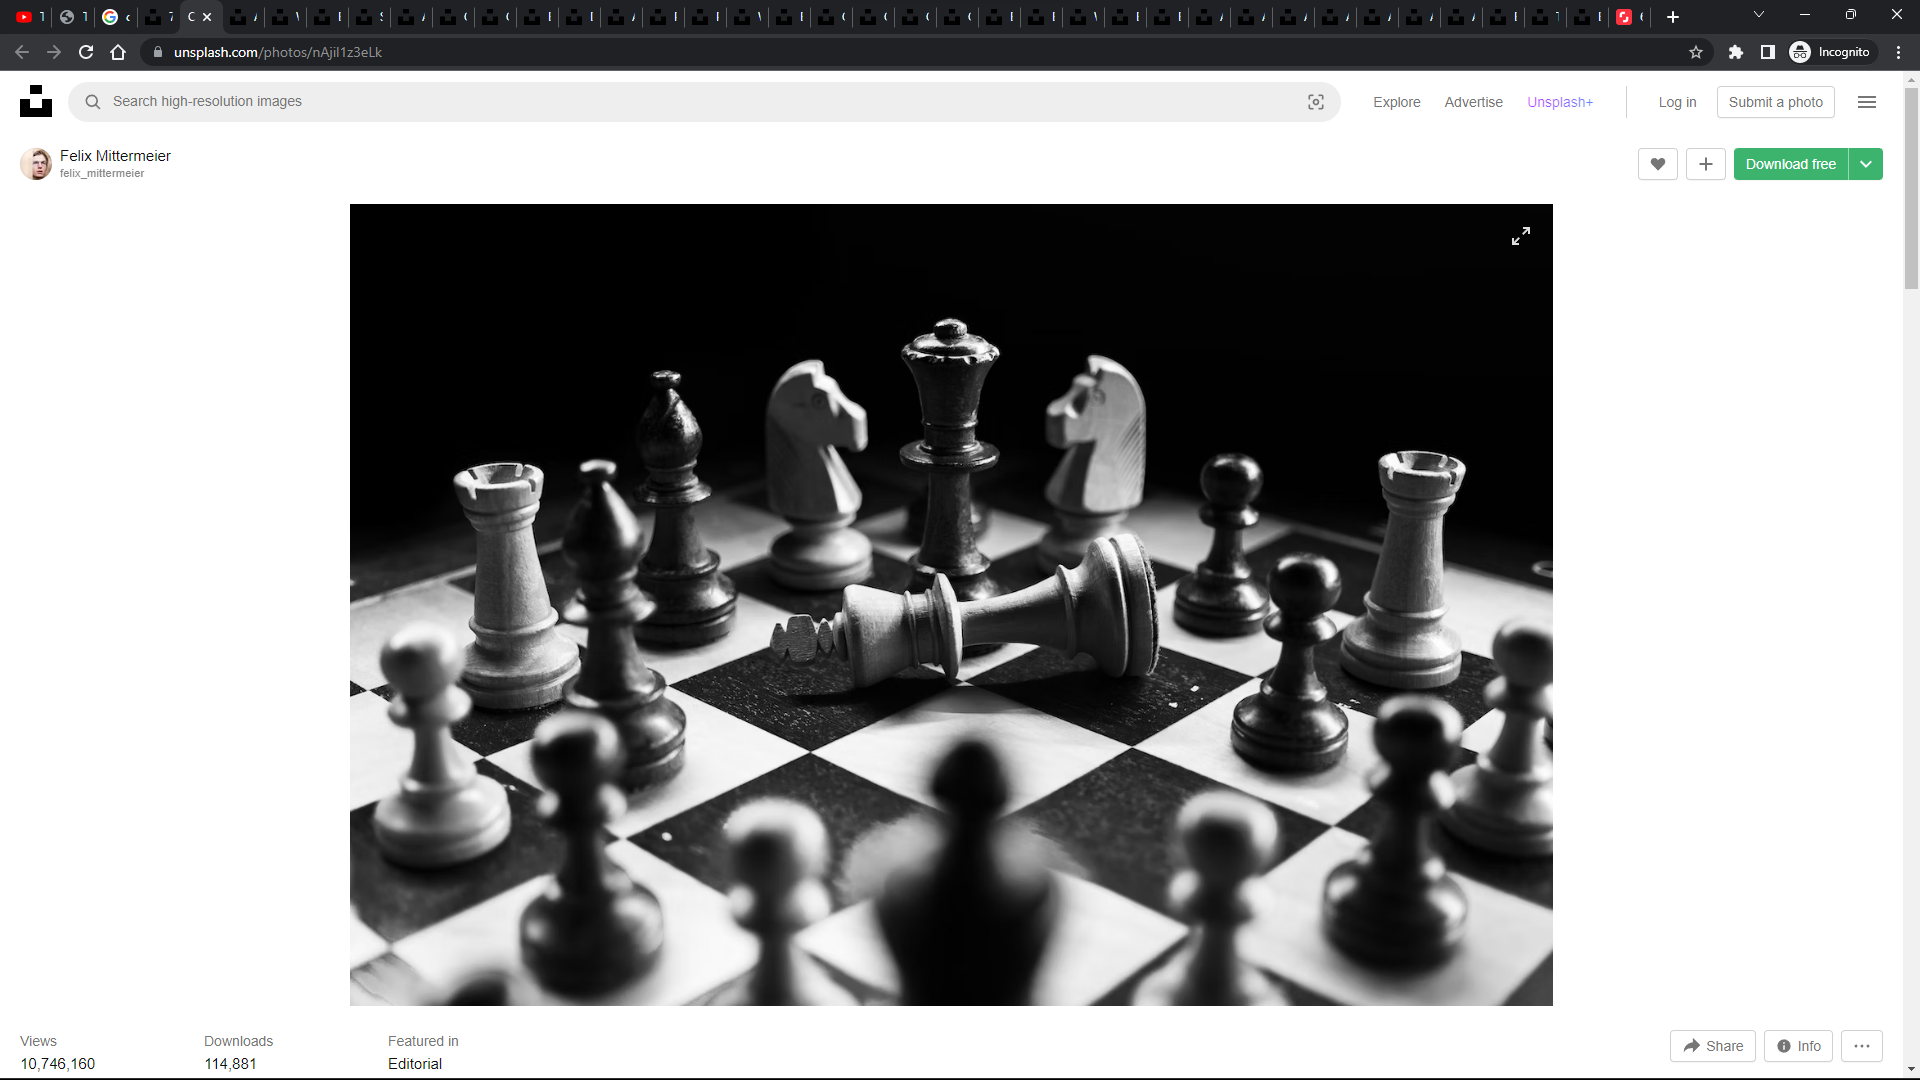 unsplash.com/photos/nAjil1z3eLk
Incognito
Search high-resolution images
Explore
Advertise
Unsplash+
Log in
Submit a photo
Felix Mittermeier
felix_mittermeier
Download free
Views
Downloads
Featured in
10,746,160
114,881
Editorial
Share
Info